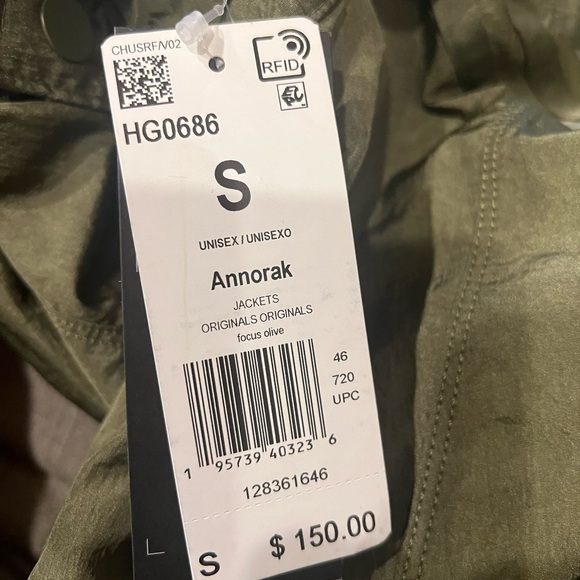 CHUSRF/V02
RFID
HG0686
S
UNISEX / UNISEXO
Annorak
JACKETS
ORIGINALS ORIGINALS
focus olive
46
720
UPC
1 95739 40323 6
128361646
S $ 150.00